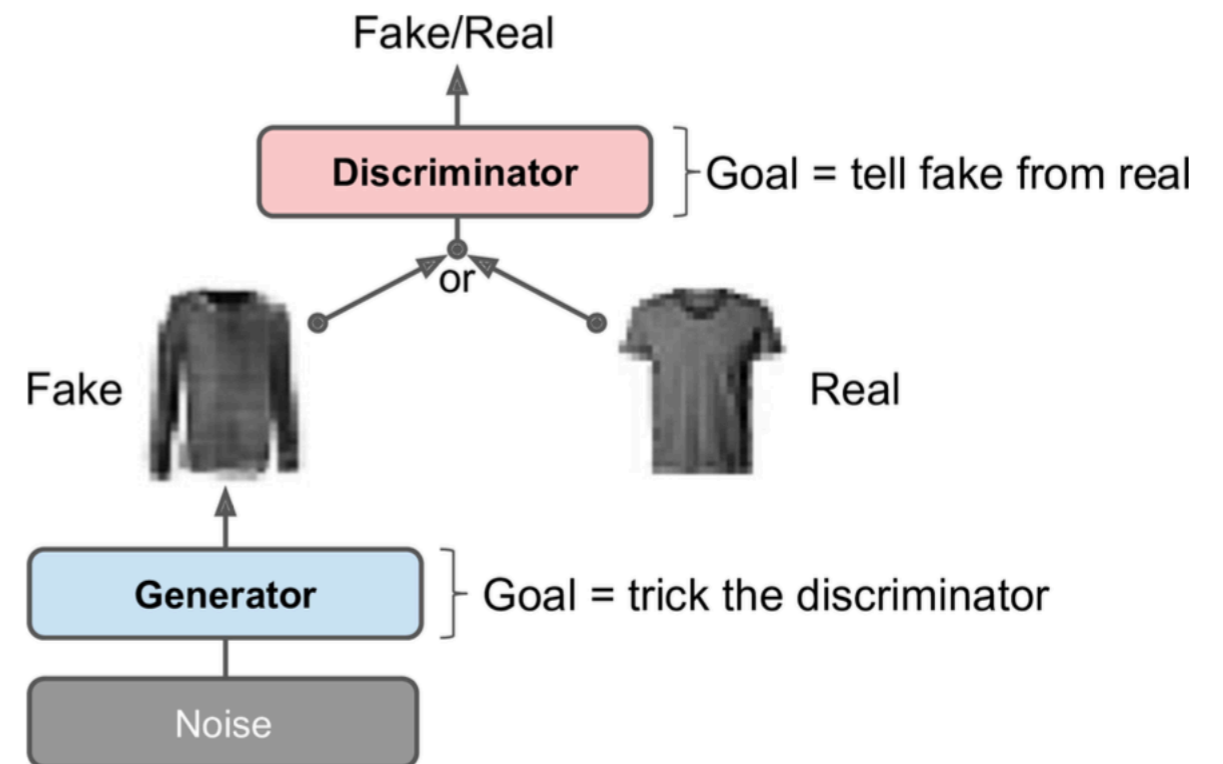 Fake/Real
Discriminator
Goal = tell fake from real
or
Fake
Real
Generator
Goal = trick the discriminator
Noise